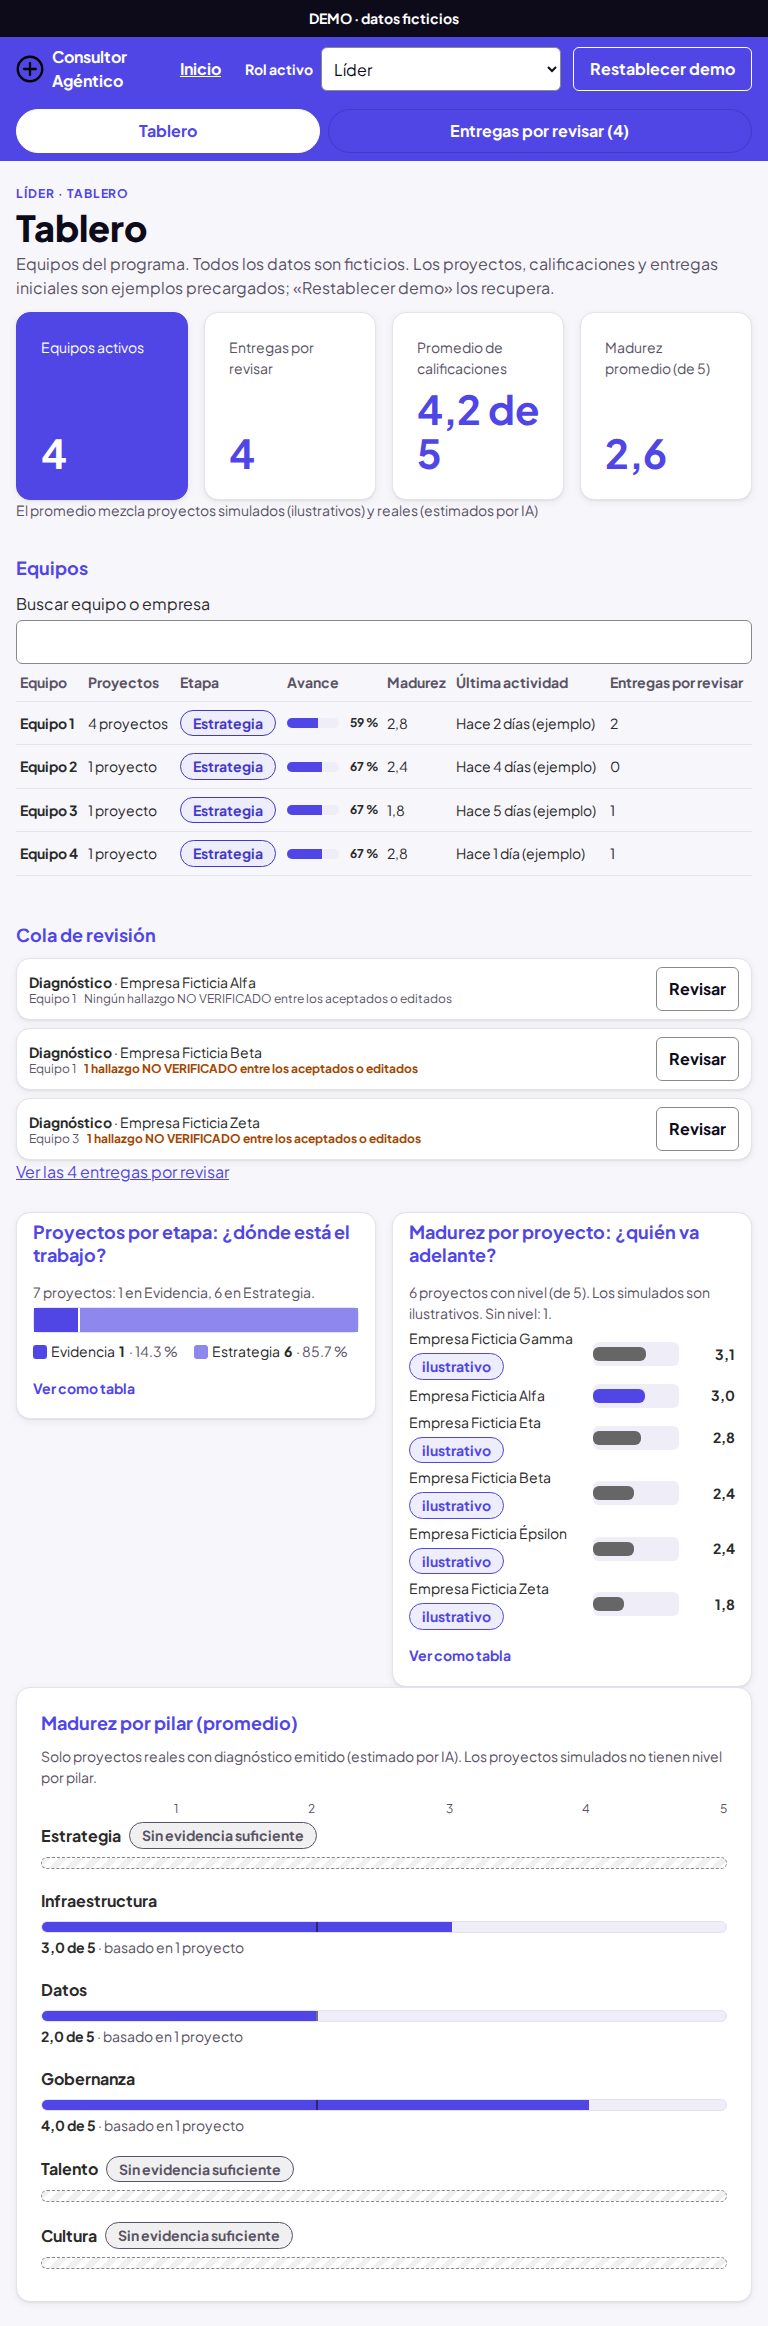 DEMO · datos ficticios
Consultor
Agéntico
Inicio
Rol activo
Líder
Restablecer demo
Tablero
Entregas por revisar (4)
LÍDER · TABLERO
Tablero
Equipos del programa. Todos los datos son ficticios. Los proyectos, calificaciones y entregas
iniciales son ejemplos precargados; «Restablecer demo» los recupera.
Equipos activos
4
Entregas por
revisar
4
Promedio de
calificaciones
4,2 de
5
Madurez
promedio (de 5)
2,6
El promedio mezcla proyectos simulados (ilustrativos) y reales (estimados por IA)
Equipos
Buscar equipo o empresa
Equipo Proyectos Etapa Avance Madurez Última actividad Entregas por revisar
Equipo 1 4 proyectos Estrategia 59 % 2,8 Hace 2 días (ejemplo) 2
Equipo 2 1 proyecto Estrategia 67 % 2,4 Hace 4 días (ejemplo) 0
Equipo 3 1 proyecto Estrategia 67 % 1,8 Hace 5 días (ejemplo) 1
Equipo 4 1 proyecto Estrategia 67 % 2,8 Hace 1 día (ejemplo) 1
Cola de revisión
Diagnóstico · Empresa Ficticia Alfa
Equipo 1 Ningún hallazgo NO VERIFICADO entre los aceptados o editados
Revisar
Diagnóstico · Empresa Ficticia Beta
Equipo 1 1 hallazgo NO VERIFICADO entre los aceptados o editados
Revisar
Diagnóstico · Empresa Ficticia Zeta
Equipo 3 1 hallazgo NO VERIFICADO entre los aceptados o editados
Revisar
Ver las 4 entregas por revisar
Proyectos por etapa: ¿dónde está el
trabajo?
7 proyectos: 1 en Evidencia, 6 en Estrategia.
Evidencia 1 · 14.3 % Estrategia 6 · 85.7 %
Ver como tabla
Madurez por proyecto: ¿quién va
adelante?
6 proyectos con nivel (de 5). Los simulados son
ilustrativos. Sin nivel: 1.
Empresa Ficticia Gamma
ilustrativo
3,1
Empresa Ficticia Alfa 3,0
Empresa Ficticia Eta
ilustrativo
2,8
Empresa Ficticia Beta
ilustrativo
2,4
Empresa Ficticia Épsilon
ilustrativo
2,4
Empresa Ficticia Zeta
ilustrativo
1,8
Ver como tabla
Madurez por pilar (promedio)
Solo proyectos reales con diagnóstico emitido (estimado por IA). Los proyectos simulados no tienen nivel
por pilar.
1 2 3 4 5
Estrategia Sin evidencia suficiente
Infraestructura
3,0 de 5 · basado en 1 proyecto
Datos
2,0 de 5 · basado en 1 proyecto
Gobernanza
4,0 de 5 · basado en 1 proyecto
Talento Sin evidencia suficiente
Cultura Sin evidencia suficiente